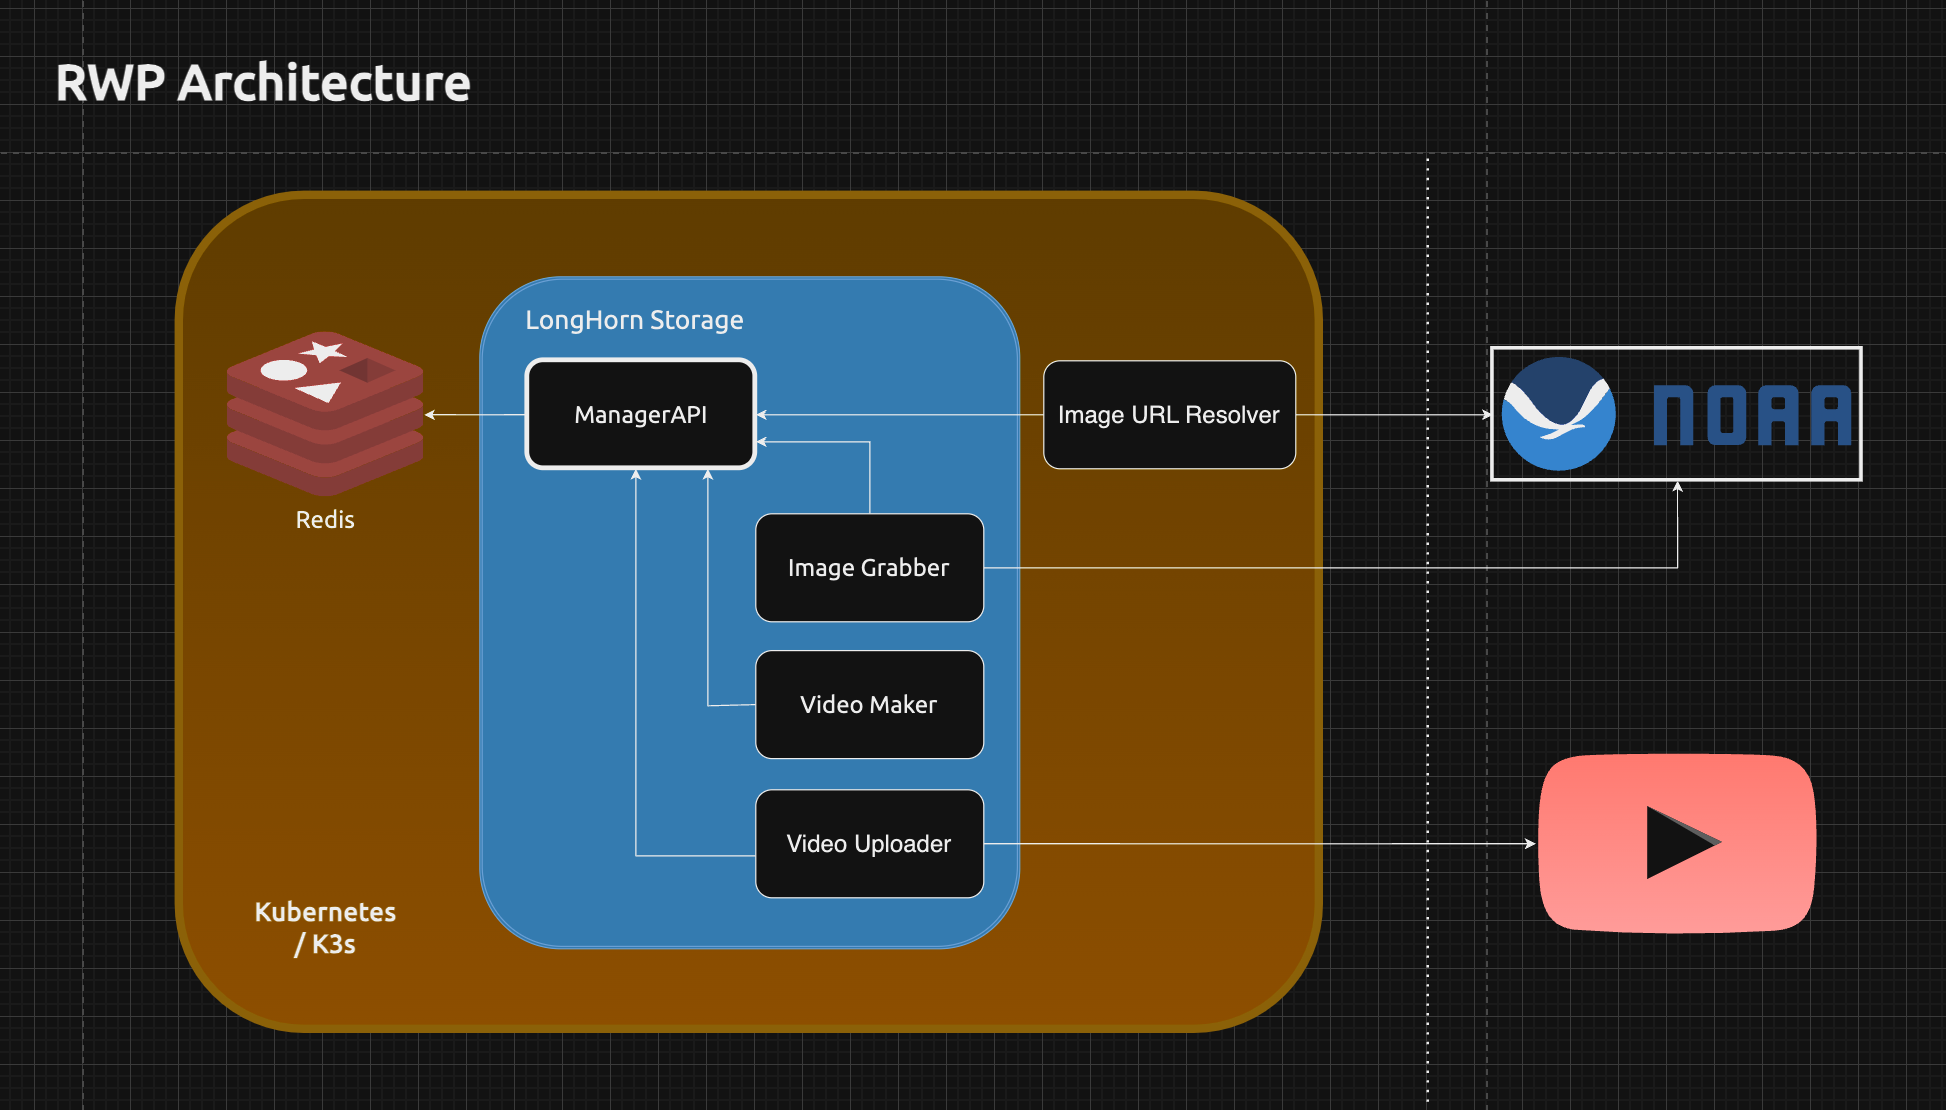 RWP Architecture
LongHorn Storage
ManagerAPI
Image URL Resolver
NOAA
Redis
Image Grabber
Video Maker
Video Uploader
Kubernetes
/ K3s